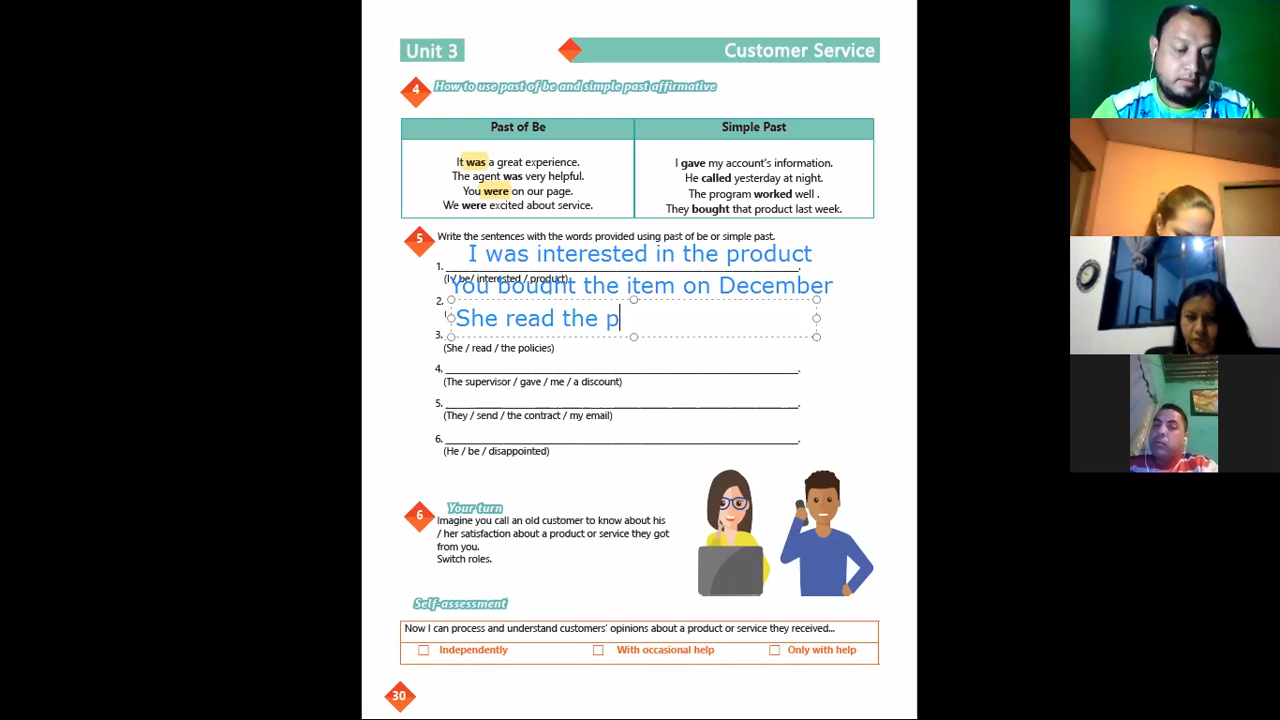 Unit 3
Customer Service
4
How to use past of be and simple past affirmative
Past of Be
Simple Past
It was a great experience.
The agent was very helpful.
You were on our page.
We were excited about service.
I gave my account's information.
He called yesterday at night.
The program worked well .
They bought that product last week.
5
Write the sentences with the words provided using past of be or simple past.
I was interested in the product
1. ____________________.
(I / be/ interested / product)
You boudht the item on December
2.
She read the p
3.
(She / read / the policies)
4. ____________________.
(The supervisor / gave / me / a discount)
5. ____________________.
(They / send / the contract / my email)
6. ____________________.
(He / be / disappointed)
6
Your turn
Imagine you call an old customer to know about his
/ her satisfaction about a product or service they got
from you.
Switch roles.
Self-assessment
Now I can process and understand customers' opinions about a product or service they received...
Independently
With occasional help
Only with help
30